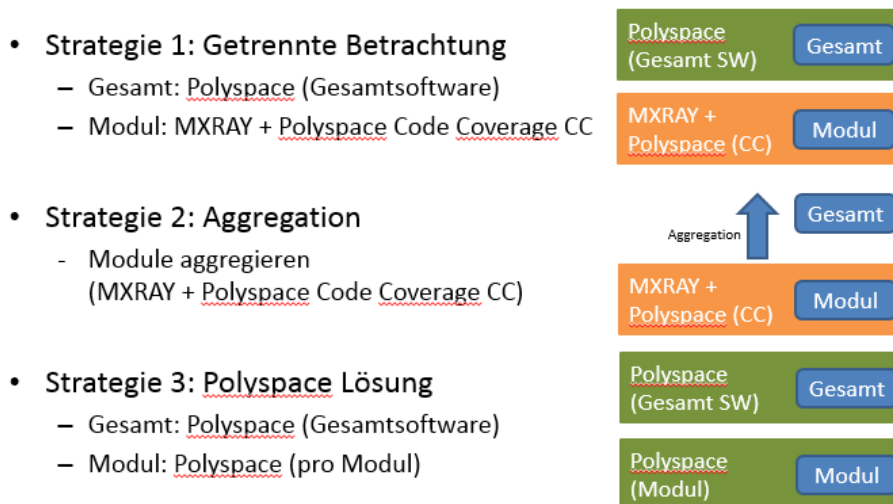 • Strategie 1: Getrennte Betrachtung
– Gesamt: Polyspace (Gesamtsoftware)
– Modul: MXRAY + Polyspace Code Coverage CC
Polyspace
(Gesamt SW)
Gesamt
MXRAY +
Polyspace (CC)
Modul
• Strategie 2: Aggregation
- Module aggregieren
(MXRAY + Polyspace Code Coverage CC)
Gesamt
Aggregation
MXRAY +
Polyspace (CC)
Modul
• Strategie 3: Polyspace Lösung
– Gesamt: Polyspace (Gesamtsoftware)
– Modul: Polyspace (pro Modul)
Polyspace
(Gesamt SW)
Gesamt
Polyspace
(Modul)
Modul